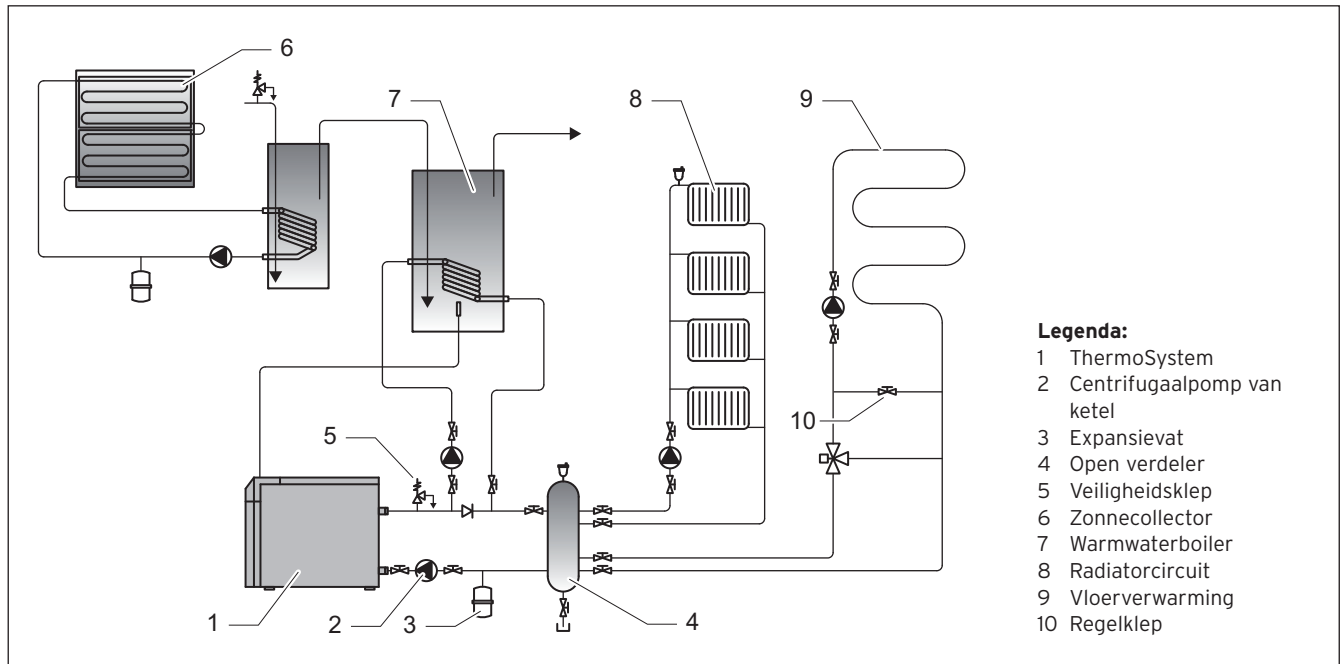 6
7
8
9
10
5
1
2
3
4
Legenda:
1 ThermoSystem
2 Centrifugaalpomp van
ketel
3 Expansievat
4 Open verdeler
5 Veiligheidsklep
6 Zonnecollector
7 Warmwaterboiler
8 Radiatorcircuit
9 Vloerverwarming
10 Regelklep